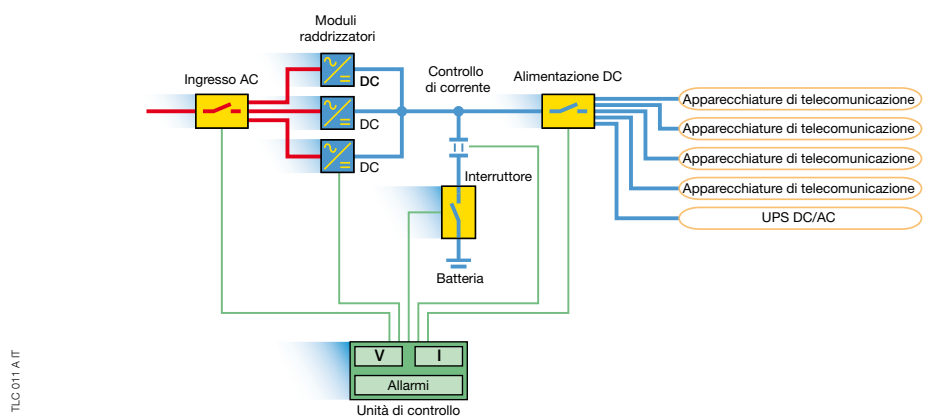 Moduli
raddrizzatori
Ingresso AC
DC
DC
DC
Controllo
di corrente
Alimentazione DC
Apparecchiature di telecomunicazione
Apparecchiature di telecomunicazione
Apparecchiature di telecomunicazione
Apparecchiature di telecomunicazione
UPS DC/AC
Interruttore
Batteria
V
I
Allarmi
Unità di controllo
TLC 011 A IT